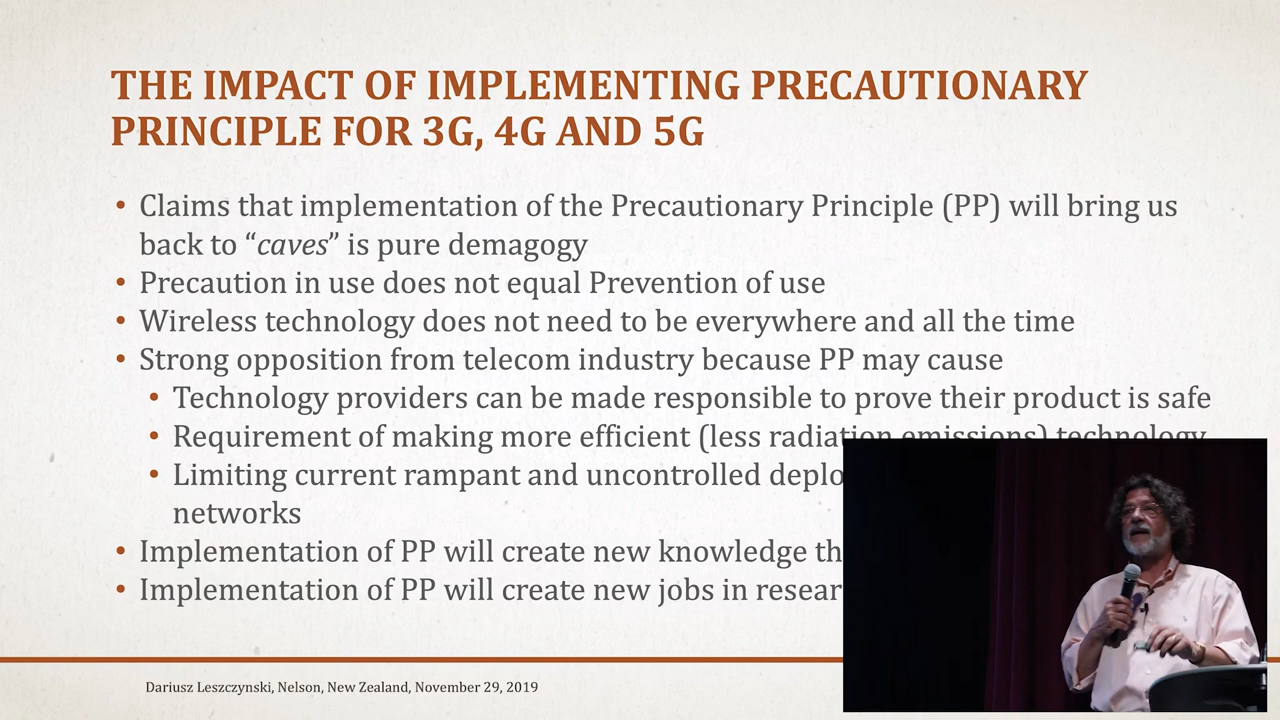 THE IMPACT OF IMPLEMENTING PRECAUTIONARY
PRINCIPLE FOR 3G, 4G AND 5G
• Claims that implementation of the Precautionary Principle (PP) will bring us
back to “caves” is pure demagogy
• Precaution in use does not equal Prevention of use
• Wireless technology does not need to be everywhere and all the time
• Strong opposition from telecom industry because PP may cause
• Technology providers can be made responsible to prove their product is safe
• Requirement of making more efficient (less radiation emissions) technology
• Limiting current rampant and uncontrolled
networks
• Implementation of PP will create new knowledge
• Implementation of PP will create new jobs in
Dariusz Leszczynski, Nelson, New Zealand, November 29, 2019